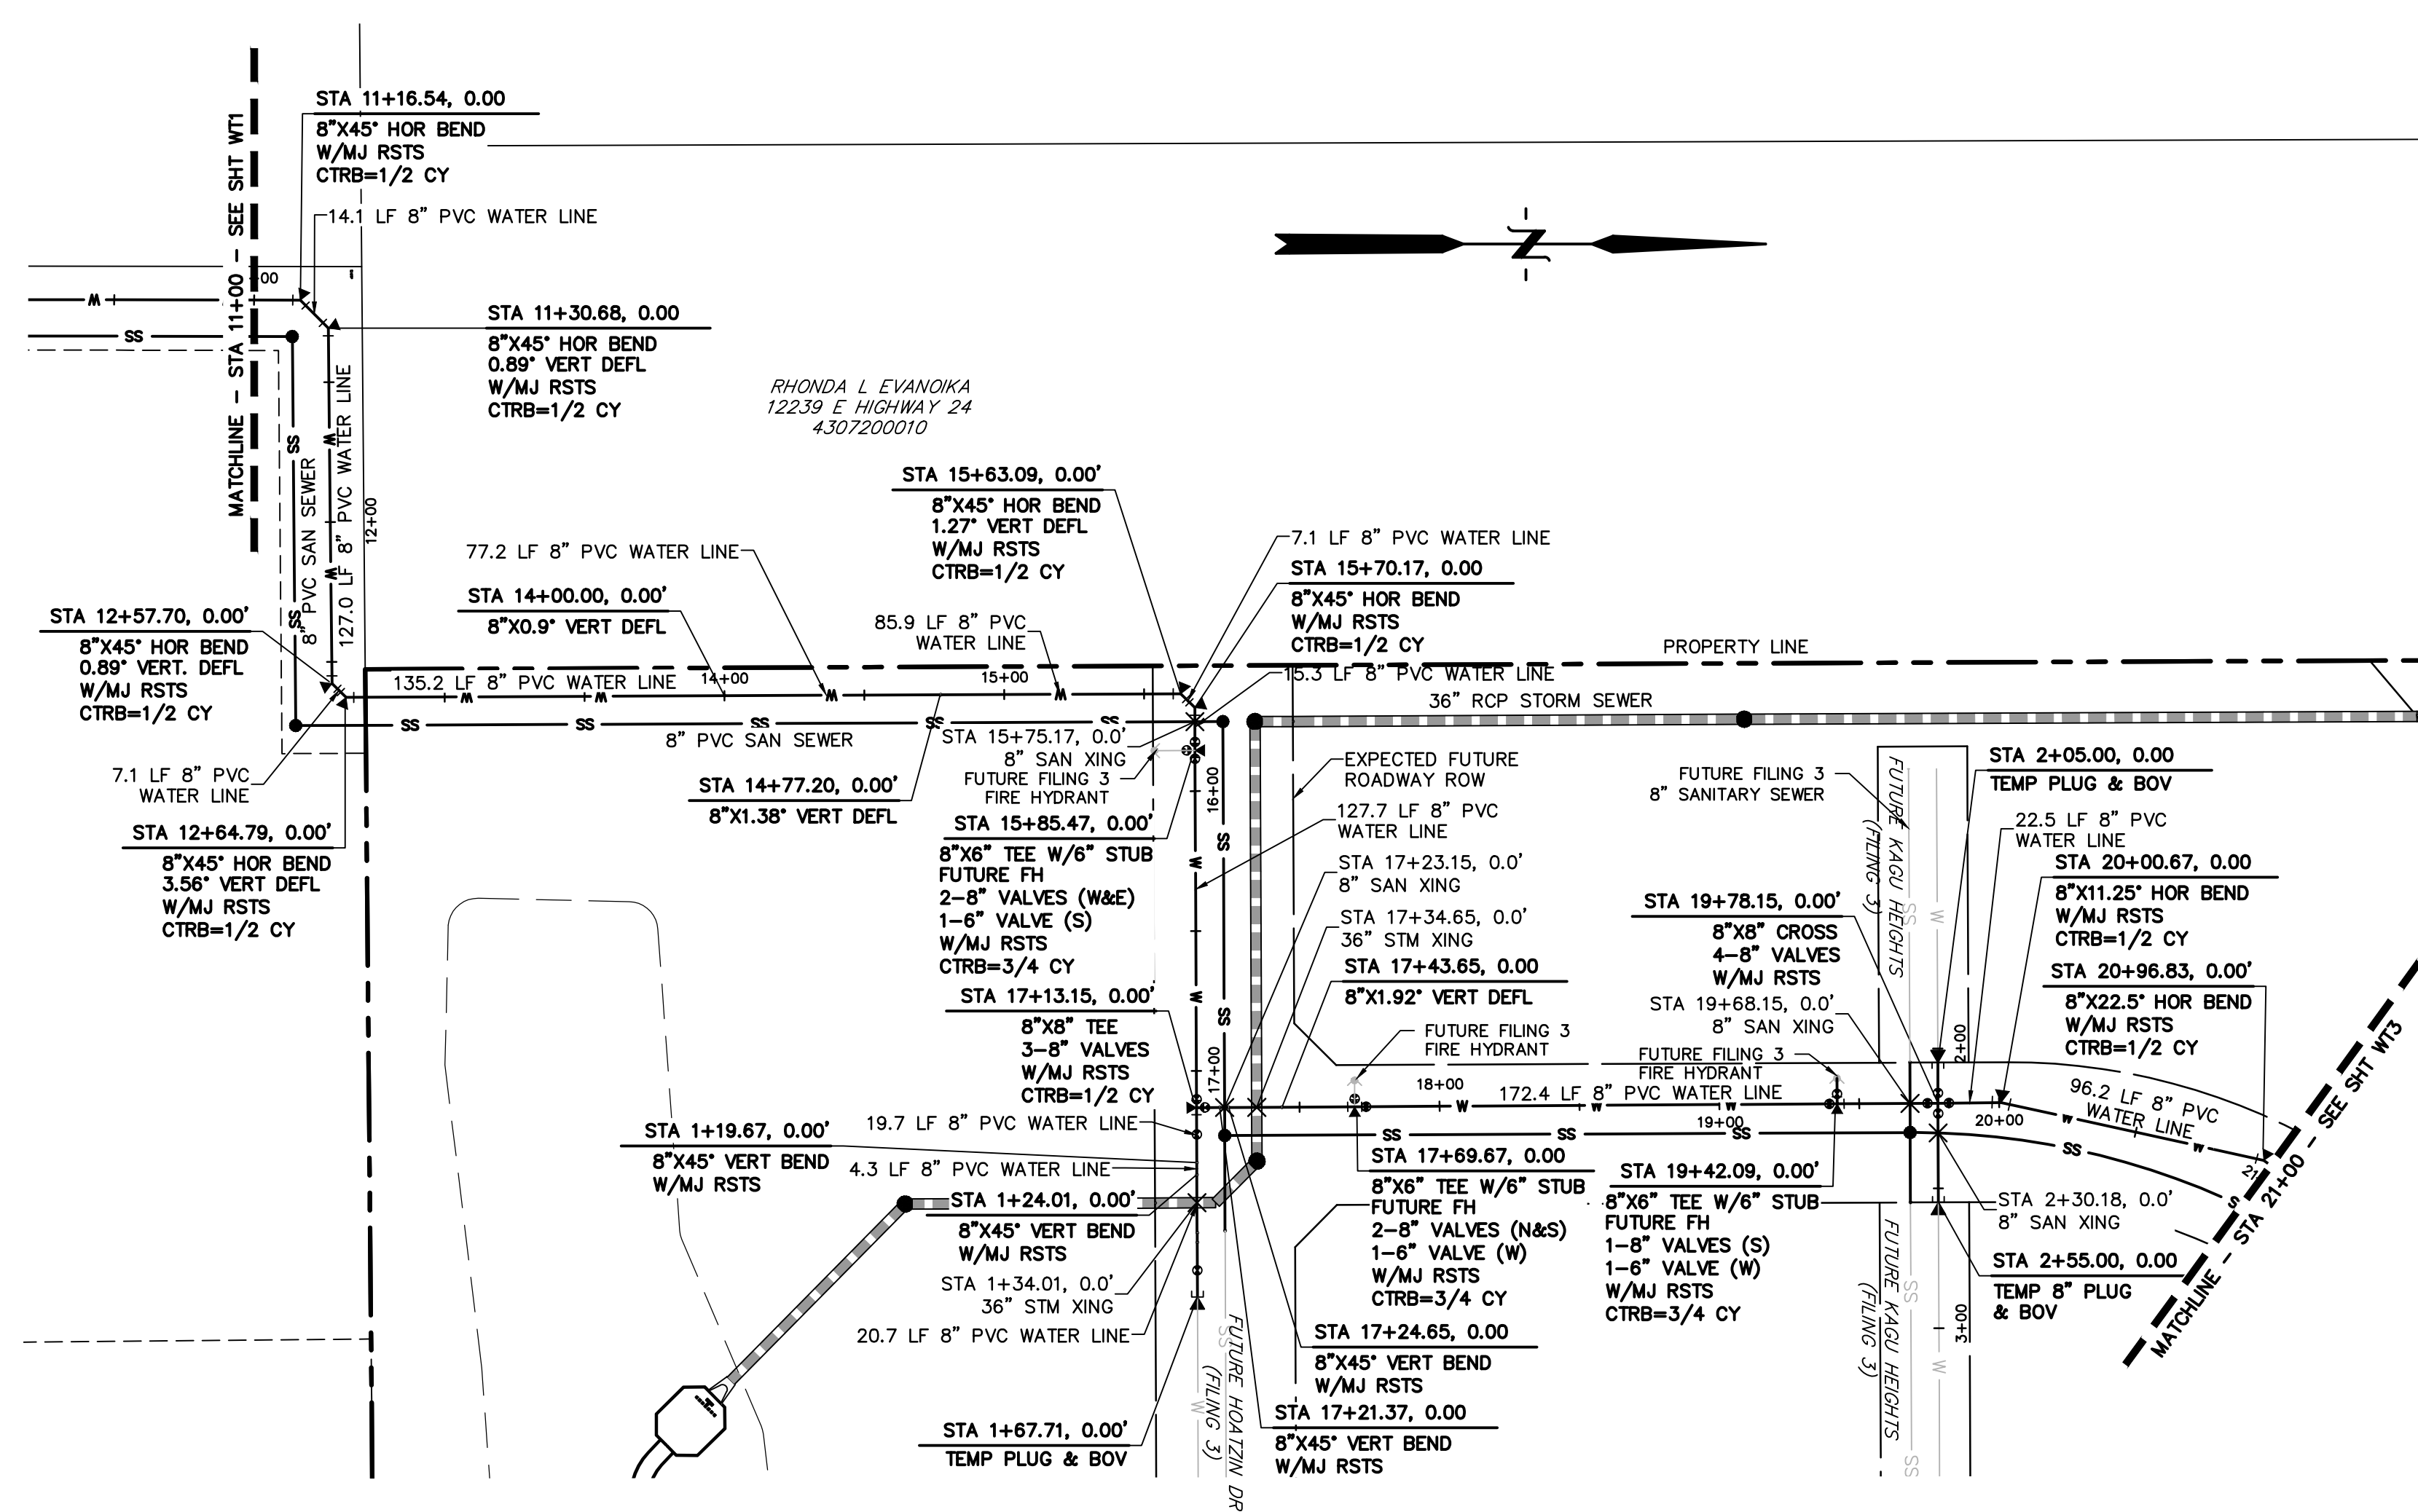 MATCHLINE - STA 11+00 - SEE SHT WT1
STA 11+16.54, 0.00
8"X45° HOR BEND
W/MJ RSTS
CTRB=1/2 CY
14.1 LF 8" PVC WATER LINE
+00
W
SS
STA 11+30.68, 0.00
8"X45° HOR BEND
0.89° VERT DEFL
W/MJ RSTS
CTRB=1/2 CY
N
RHONDA L EVANOIKA
12239 E HIGHWAY 24
4307200010
8" PVC SAN SEWER
127.0 LF 8" PVC WATER LINE
12+00
SS
W
W
SS
STA 12+57.70, 0.00'
8"X45° HOR BEND
0.89° VERT. DEFL
W/MJ RSTS
CTRB=1/2 CY
7.1 LF 8" PVC
WATER LINE
STA 12+64.79, 0.00'
8"X45° HOR BEND
3.56° VERT DEFL
W/MJ RSTS
CTRB=1/2 CY
77.2 LF 8" PVC WATER LINE
STA 14+00.00, 0.00'
8"X0.9° VERT DEFL
135.2 LF 8" PVC WATER LINE
14+00
15+00
W W W W
SS SS SS SS SS
8" PVC SAN SEWER
85.9 LF 8" PVC
WATER LINE
STA 15+63.09, 0.00'
8"X45° HOR BEND
1.27° VERT DEFL
W/MJ RSTS
CTRB=1/2 CY
7.1 LF 8" PVC WATER LINE
STA 15+70.17, 0.00
8"X45° HOR BEND
W/MJ RSTS
CTRB=1/2 CY
15.3 LF 8" PVC WATER LINE
PROPERTY LINE
36" RCP STORM SEWER
STA 14+77.20, 0.00'
8"X1.38° VERT DEFL
STA 15+75.17, 0.0'
8" SAN XING
FUTURE FILING 3
FIRE HYDRANT
STA 15+85.47, 0.00'
8"X6" TEE W/6" STUB
FUTURE FH
2-8" VALVES (W&E)
1-6" VALVE (S)
W/MJ RSTS
CTRB=3/4 CY
16+00
W
SS
W
SS
17+00
EXPECTED FUTURE
ROADWAY ROW
127.7 LF 8" PVC
WATER LINE
STA 17+23.15, 0.0'
8" SAN XING
STA 17+34.65, 0.0'
36" STM XING
STA 17+43.65, 0.00
8"X1.92° VERT DEFL
STA 17+13.15, 0.00'
8"X8" TEE
3-8" VALVES
W/MJ RSTS
CTRB=1/2 CY
19.7 LF 8" PVC WATER LINE
STA 1+19.67, 0.00'
8"X45° VERT BEND
W/MJ RSTS
4.3 LF 8" PVC WATER LINE
STA 1+24.01, 0.00'
8"X45° VERT BEND
W/MJ RSTS
STA 1+34.01, 0.0'
36" STM XING
20.7 LF 8" PVC WATER LINE
STA 1+67.71, 0.00'
TEMP PLUG & BOV
FUTURE HOATZIN DR
(FILING 3)
SS
W
FUTURE FILING 3
FIRE HYDRANT
18+00
172.4 LF 8" PVC WATER LINE
W W W
19+00
SS SS SS
STA 17+69.67, 0.00
8"X6" TEE W/6" STUB
FUTURE FH
2-8" VALVES (N&S)
1-6" VALVE (W)
W/MJ RSTS
CTRB=3/4 CY
STA 17+24.65, 0.00
8"X45° VERT BEND
W/MJ RSTS
STA 17+21.37, 0.00
8"X45° VERT BEND
W/MJ RSTS
FUTURE FILING 3
8" SANITARY SEWER
FUTURE KAGU HEIGHTS
(FILING 3)
SS
W
STA 19+78.15, 0.00'
8"X8" CROSS
4-8" VALVES
W/MJ RSTS
STA 19+68.15, 0.0'
8" SAN XING
FUTURE FILING 3
FIRE HYDRANT
STA 19+42.09, 0.00'
8"X6" TEE W/6" STUB
FUTURE FH
1-8" VALVES (S)
1-6" VALVE (W)
W/MJ RSTS
CTRB=3/4 CY
STA 2+05.00, 0.00
TEMP PLUG & BOV
22.5 LF 8" PVC
WATER LINE
STA 20+00.67, 0.00
8"X11.25° HOR BEND
W/MJ RSTS
CTRB=1/2 CY
STA 20+96.83, 0.00'
8"X22.5° HOR BEND
W/MJ RSTS
CTRB=1/2 CY
2+00
20+00
96.2 LF 8" PVC
WATER LINE
W
W
SS
21
S
STA 2+30.18, 0.0'
8" SAN XING
STA 2+55.00, 0.00
TEMP 8" PLUG
& BOV
3+00
FUTURE KAGU HEIGHTS
(FILING 3)
SS
W
SS
MATCHLINE - STA 21+00 - SEE SHT WT3